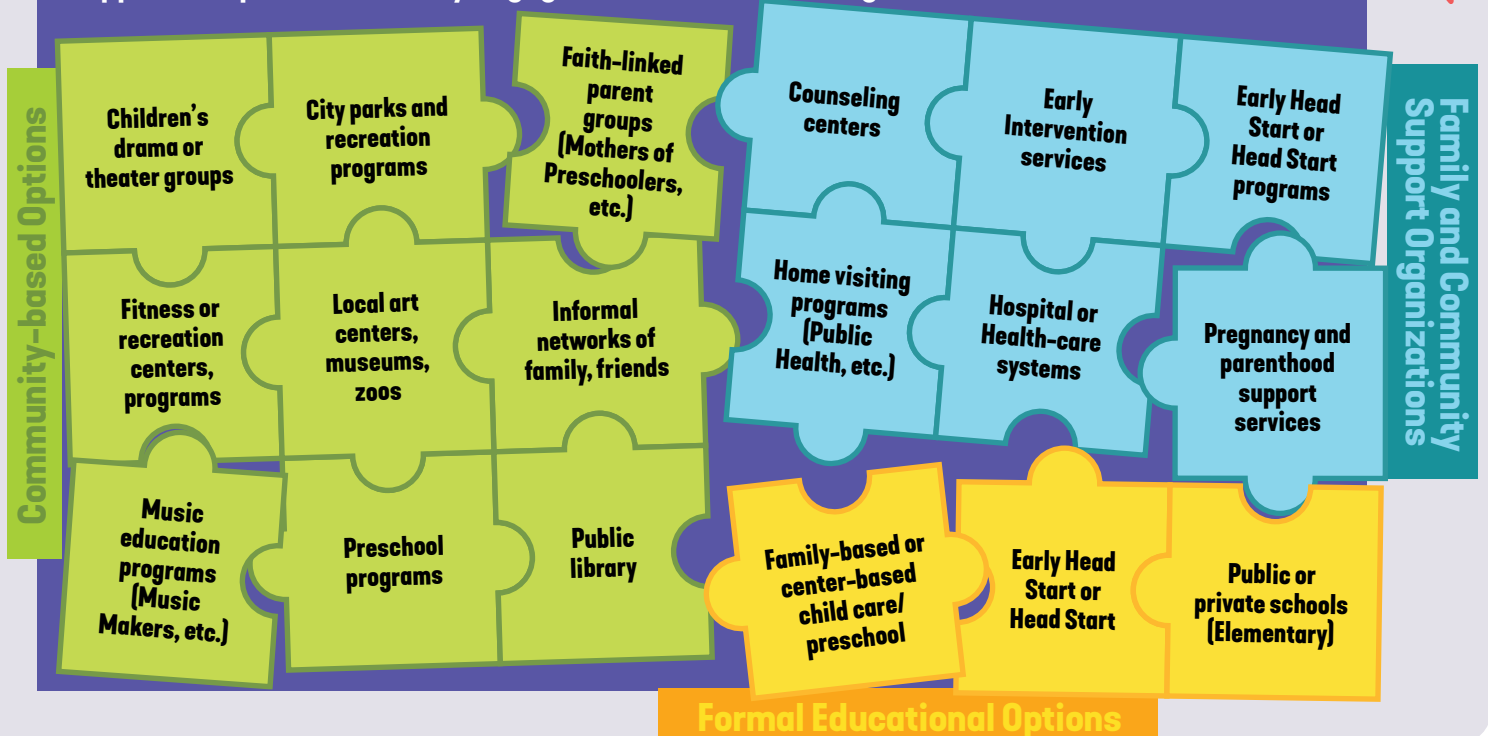 Community-based Options
Children's
drama or
theater groups
City parks and
recreation
programs
Faith-linked
parent
groups
(Mothers of
Preschoolers,
etc.)
Fitness or
recreation
centers,
programs
Local art
centers,
museums,
zoos
Informal
networks of
family, friends
Music
education
programs
(Music
Makers, etc.)
Preschool
programs
Public
library
Counseling
centers
Early
Intervention
services
Early Head
Start or
Head Start
programs
Home visiting
programs
(Public
Health, etc.)
Hospital or
Health-care
systems
Pregnancy and
parenthood
support
services
Family and Community
Support Organizations
Family-based or
center-based
child care/
preschool
Early Head
Start or
Head Start
Public or
private schools
(Elementary)
Formal Educational Options